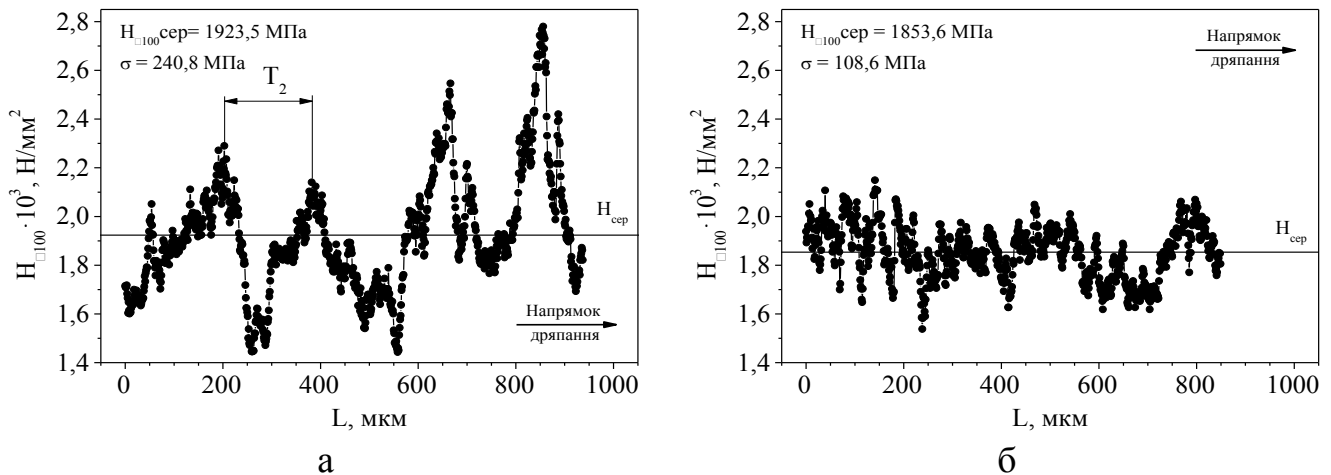 2,8
2,6
2,4
2,2
2,0
1,8
1,6
1,4
H□100·10³, Н/мм²
H□100сер= 1923,5 МПа
σ = 240,8 МПа
T2
Hсер
Напрямок
дряпання
0 200 400 600 800 1000
L, мкм
а
2,8
2,6
2,4
2,2
2,0
1,8
1,6
1,4
H□100·10³, Н/мм²
H□100сер = 1853,6 МПа
σ = 108,6 МПа
Напрямок
дряпання
Hсер
0 200 400 600 800 1000
L, мкм
б